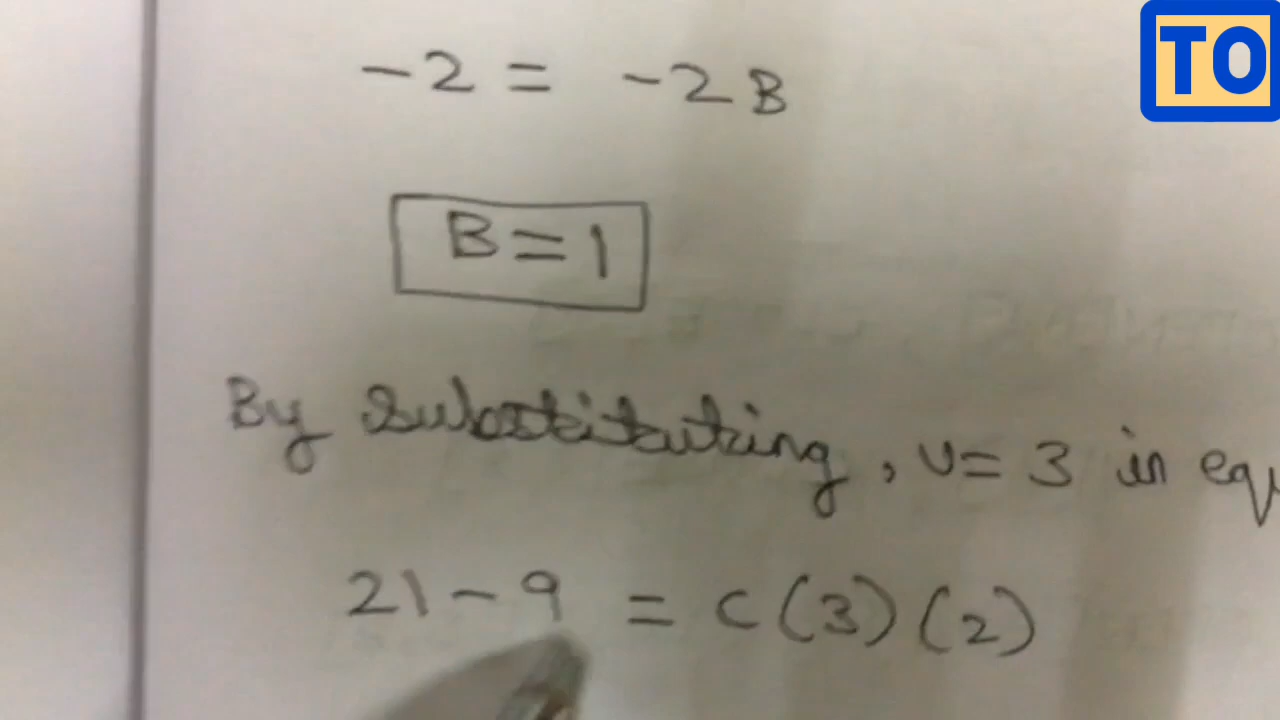 TO
-2 = -2B
B = 1
By substituting, v = 3 in equ
21 - 9 = C(3)(2)